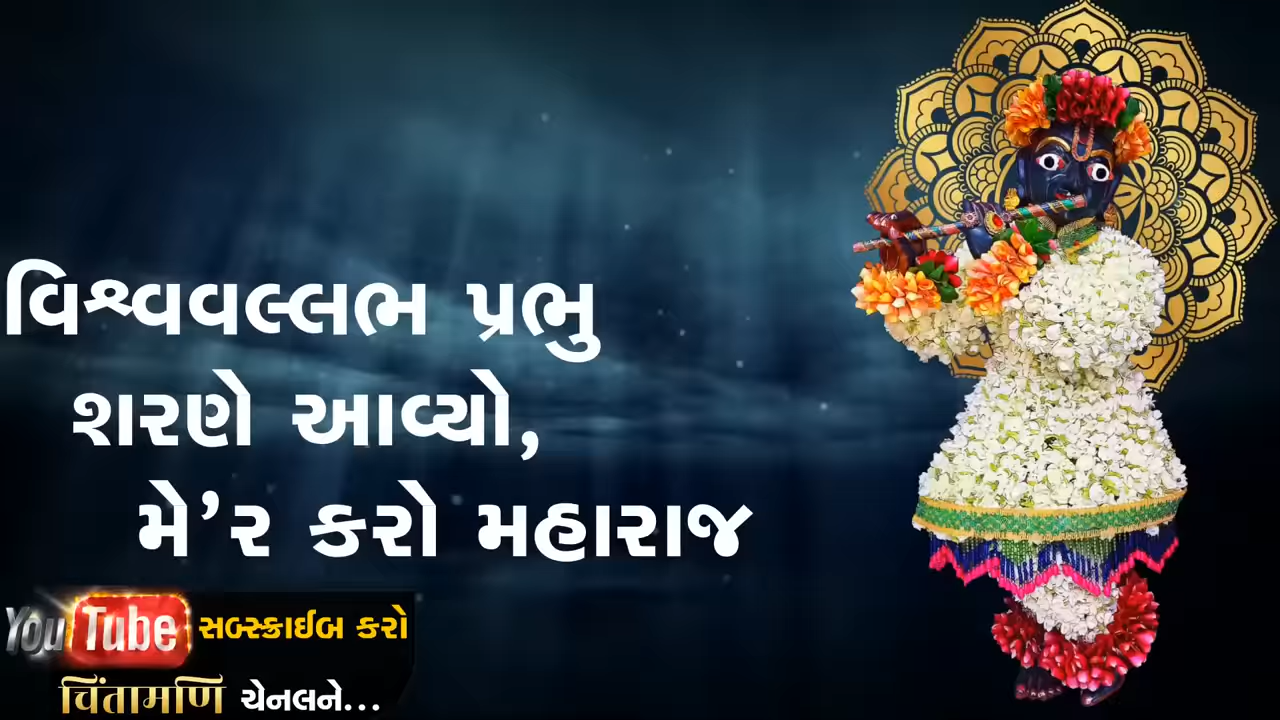 વિશ્વવલ્લભ પ્રભુ
શરણે આવ્યો,
મે’ર કરો મહારાજ
YouTube સબ્સ્ક્રાઈબ કરો
ચિંતામણિ ચેનલને...